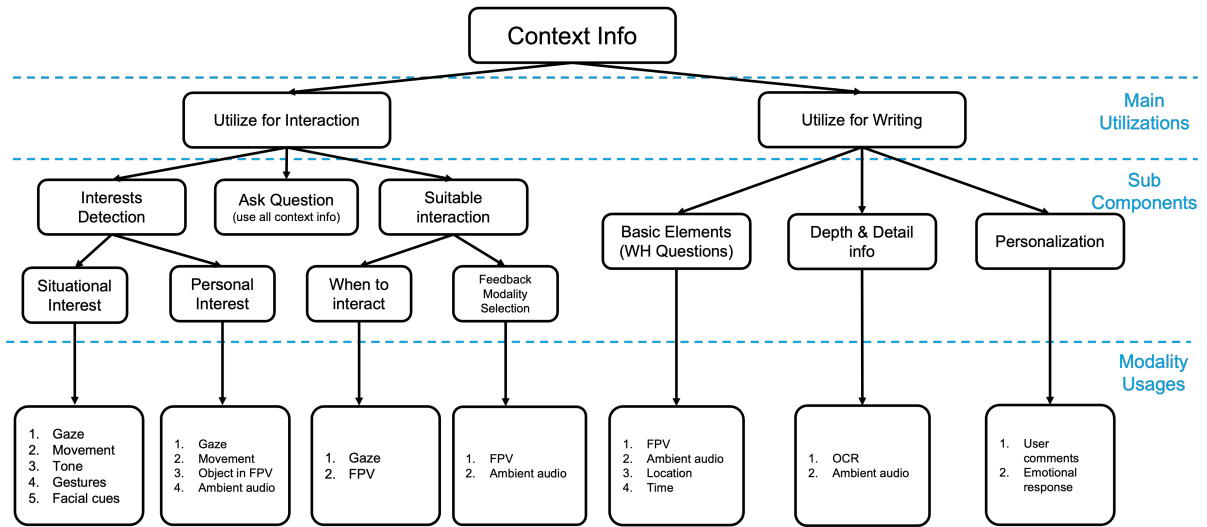 Context Info
Main
Utilizations
Utilize for Interaction
Utilize for Writing
Sub
Components
Interests
Detection
Ask Question
(use all context info)
Suitable
interaction
Basic Elements
(WH Questions)
Depth & Detail
info
Personalization
Situational
Interest
Personal
Interest
When to
interact
Feedback
Modality
Selection
Modality
Usages
1. Gaze
2. Movement
3. Tone
4. Gestures
5. Facial cues
1. Gaze
2. Movement
3. Object in FPV
4. Ambient audio
1. Gaze
2. FPV
1. FPV
2. Ambient audio
1. FPV
2. Ambient audio
3. Location
4. Time
1. OCR
2. Ambient audio
1. User
comments
2. Emotional
response